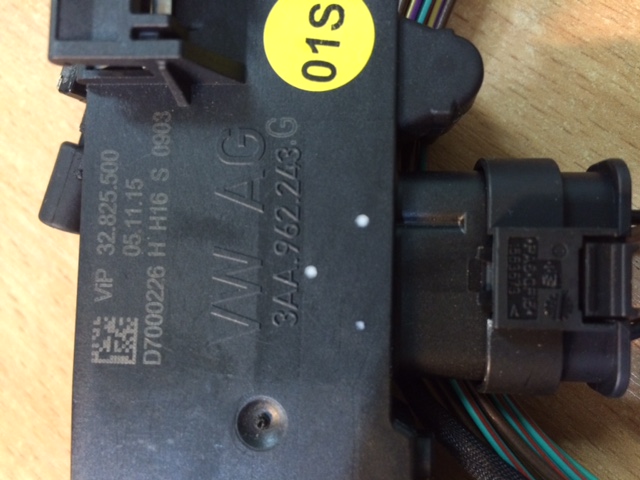 01S
ViP 32.825.500
05.11.15
D7000226 H H16 S 0903
VW AG
3AA.962.243.G